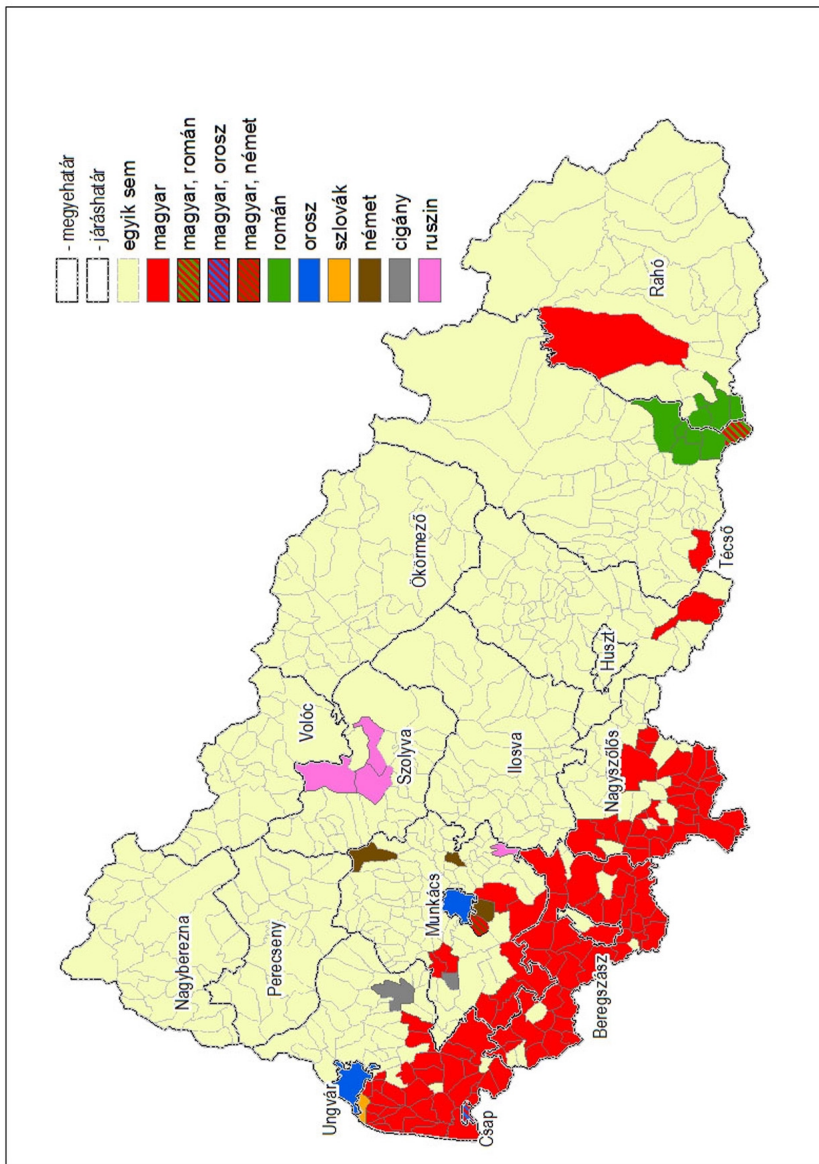 - megyehatár
- járáshatár
egyik sem
magyar
magyar, román
magyar, orosz
magyar, német
román
orosz
szlovák
német
cigány
ruszin
Nagyberezna
Perecseny
Ungvár
Csap
Munkács
Beregszász
Volóc
Szolyva
Ilosva
Nagyszőlős
Ökörmező
Huszt
Técső
Rahó